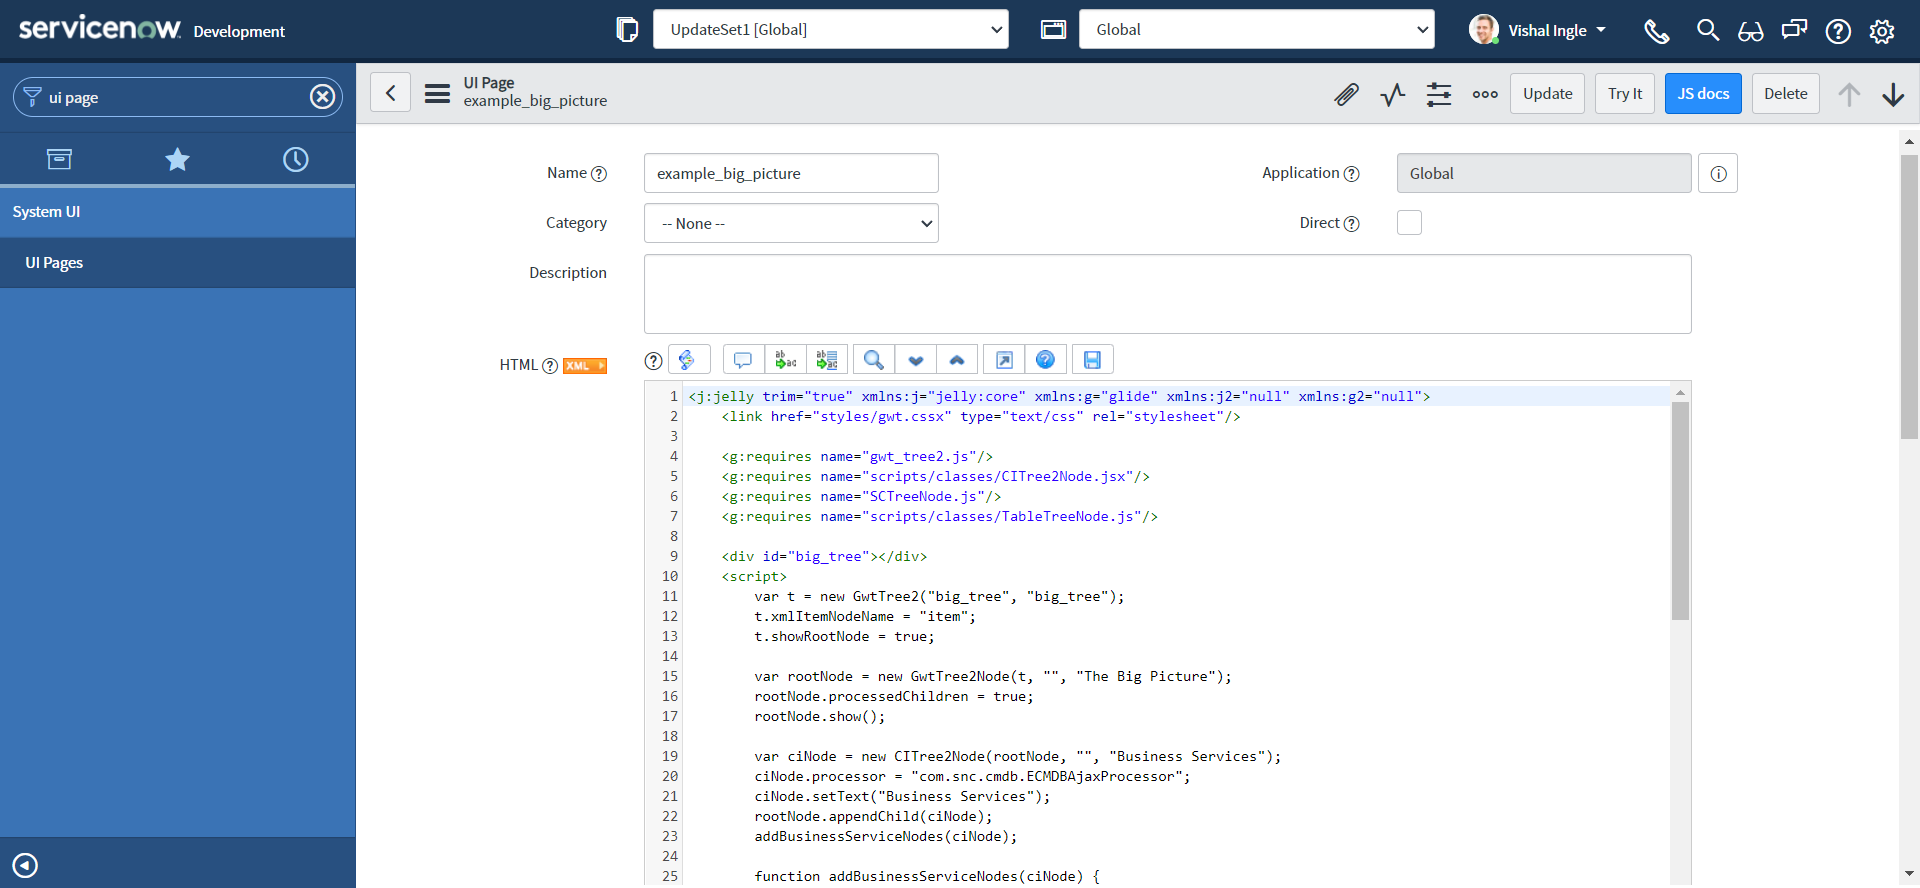 servicenow. Development
UpdateSet1 [Global]
Global
Vishal Ingle
ui page
System UI
UI Pages
UI Page
example_big_picture
Update
Try It
JS docs
Delete
Name
example_big_picture
Application
Global
Category
-- None --
Direct
Description
HTML
XML
1 <j:jelly trim="true" xmlns:j="jelly:core" xmlns:g="glide" xmlns:j2="null" xmlns:g2="null">
2 <link href="styles/gwt.cssx" type="text/css" rel="stylesheet"/>
3
4 <g:requires name="gwt_tree2.js"/>
5 <g:requires name="scripts/classes/CITree2Node.jsx"/>
6 <g:requires name="SCTreeNode.js"/>
7 <g:requires name="scripts/classes/TableTreeNode.js"/>
8
9 <div id="big_tree"></div>
10 <script>
11 var t = new GwtTree2("big_tree", "big_tree");
12 t.xmlItemNodeName = "item";
13 t.showRootNode = true;
14
15 var rootNode = new GwtTree2Node(t, "", "The Big Picture");
16 rootNode.processedChildren = true;
17 rootNode.show();
18
19 var ciNode = new CITree2Node(rootNode, "", "Business Services");
20 ciNode.processor = "com.snc.cmdb.ECMDBAjaxProcessor";
21 ciNode.setText("Business Services");
22 rootNode.appendChild(ciNode);
23 addBusinessServiceNodes(ciNode);
24
25 function addBusinessServiceNodes(ciNode) {